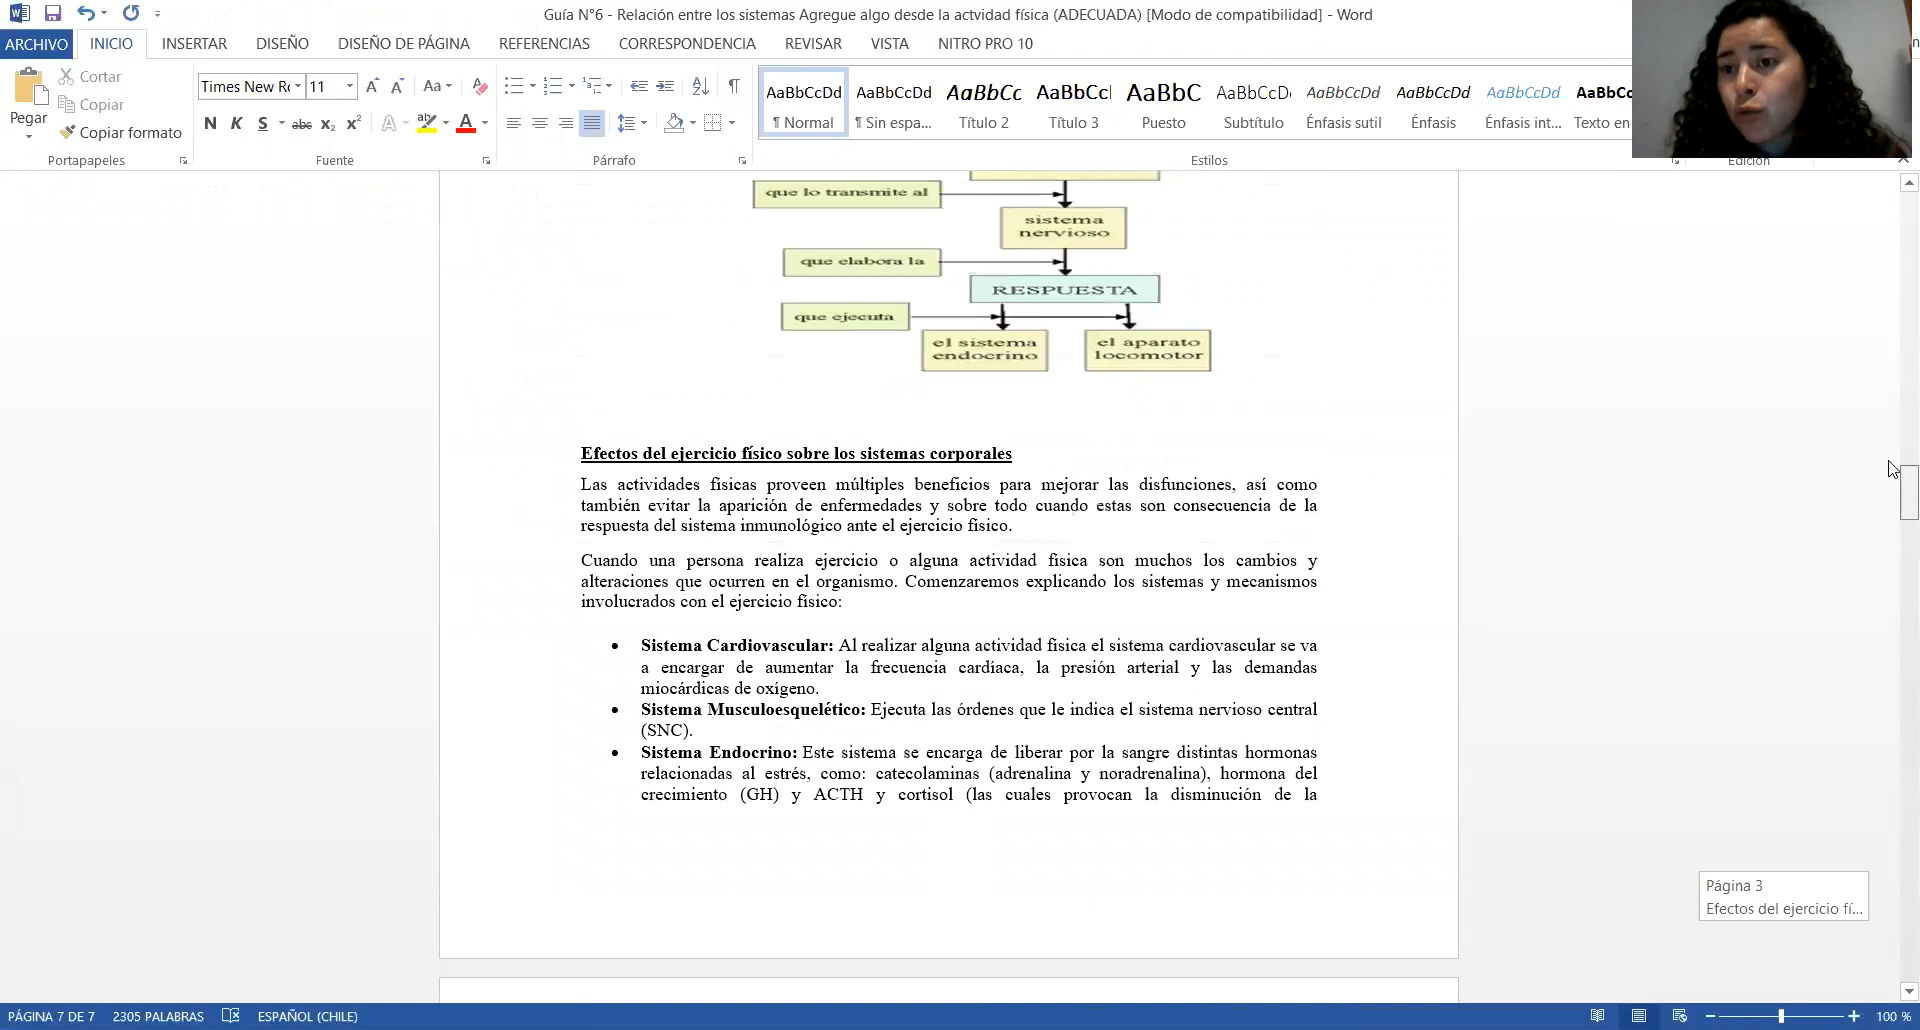 Guía N°6 - Relación entre los sistemas Agregue algo desde la actvidad física (ADECUADA) [Modo de compatibilidad] - Word
ARCHIVO INICIO INSERTAR DISEÑO DISEÑO DE PÁGINA REFERENCIAS CORRESPONDENCIA REVISAR VISTA NITRO PRO 10
Pegar
Cortar
Copiar
Copiar formato
Portapapeles
Times New Rc 11
Aa
N K S abc x₂ x² A aby A
Fuente
Párrafo
AaBbCcDd AaBbCcDd AaBbCc AaBbCcI AaBbC AaBbCcD AaBbCcDd AaBbCcDd AaBbCcDd AaBbCc
¶ Normal ¶ Sin espa... Título 2 Título 3 Puesto Subtítulo Énfasis sutil Énfasis Énfasis int... Texto en
Estilos
Edición
que lo transmite al
sistema
nervioso
que elabora la
RESPUESTA
que ejecuta
el sistema
endocrino
el aparato
locomotor
Efectos del ejercicio físico sobre los sistemas corporales
Las actividades físicas proveen múltiples beneficios para mejorar las disfunciones, así como
también evitar la aparición de enfermedades y sobre todo cuando estas son consecuencia de la
respuesta del sistema inmunológico ante el ejercicio físico.
Cuando una persona realiza ejercicio o alguna actividad física son muchos los cambios y
alteraciones que ocurren en el organismo. Comenzaremos explicando los sistemas y mecanismos
involucrados con el ejercicio físico:
• Sistema Cardiovascular: Al realizar alguna actividad física el sistema cardiovascular se va
a encargar de aumentar la frecuencia cardíaca, la presión arterial y las demandas
miocárdicas de oxígeno.
• Sistema Musculoesquelético: Ejecuta las órdenes que le indica el sistema nervioso central
(SNC).
• Sistema Endocrino: Este sistema se encarga de liberar por la sangre distintas hormonas
relacionadas al estrés, como: catecolaminas (adrenalina y noradrenalina), hormona del
crecimiento (GH) y ACTH y cortisol (las cuales provocan la disminución de la
Página 3
Efectos del ejercicio fí...
PÁGINA 7 DE 7 2305 PALABRAS ESPAÑOL (CHILE) 100 %